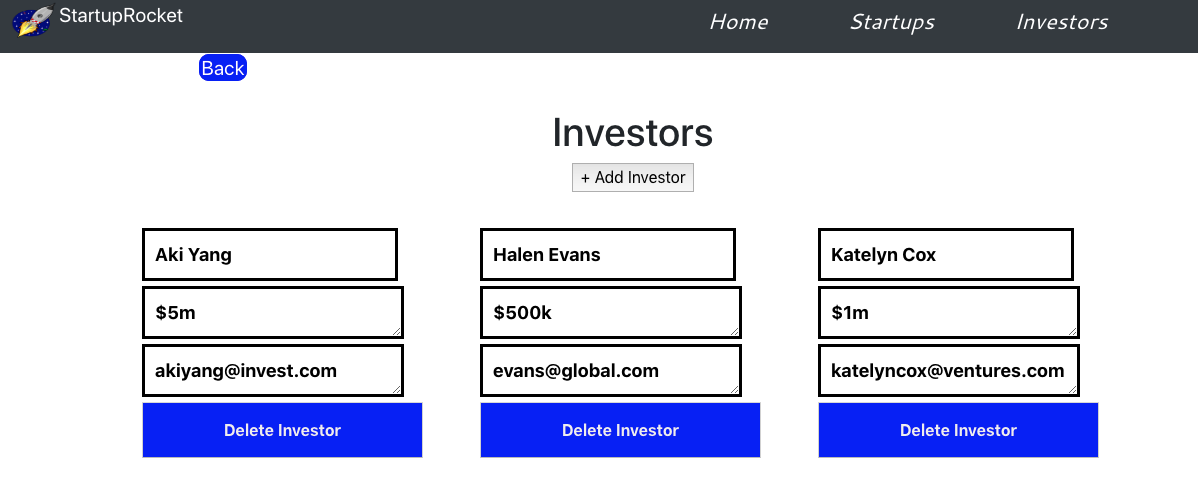 StartupRocket
Home Startups Investors
Back
Investors
+ Add Investor
Aki Yang
$5m
akiyang@invest.com
Delete Investor
Halen Evans
$500k
evans@global.com
Delete Investor
Katelyn Cox
$1m
katelyncox@ventures.com
Delete Investor